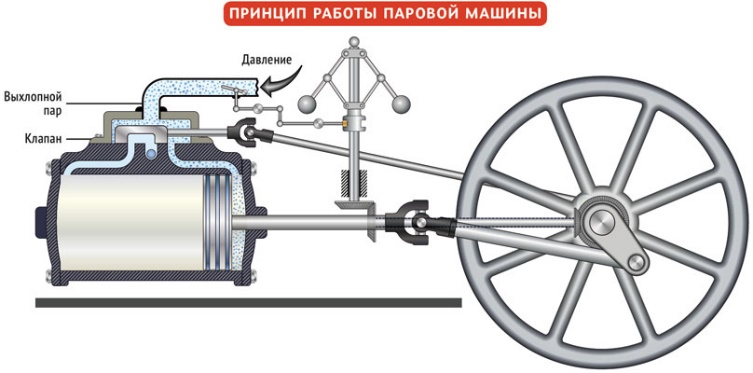 ПРИНЦИП РАБОТЫ ПАРОВОЙ МАШИНЫ
Давление
Выхлопной
пар
Клапан